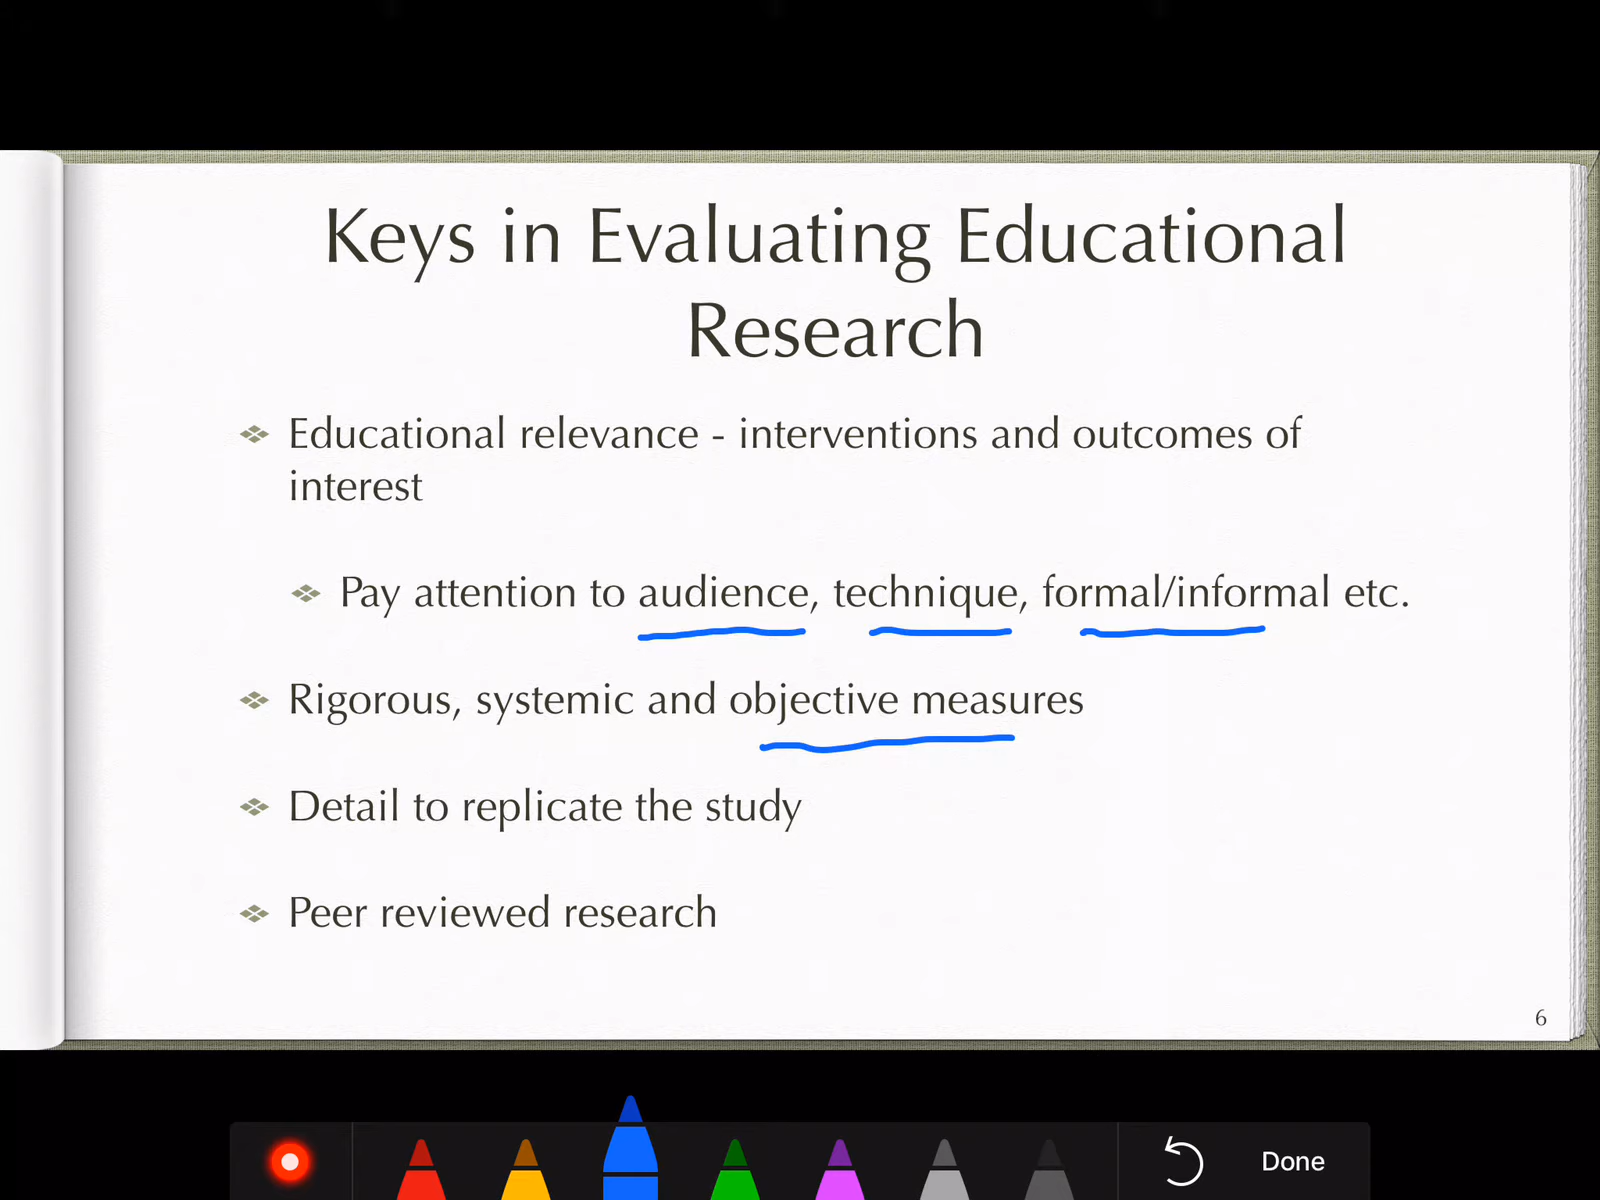 Keys in Evaluating Educational
Research
Educational relevance - interventions and outcomes of
interest
Pay attention to audience, technique, formal/informal etc.
Rigorous, systemic and objective measures
Detail to replicate the study
Peer reviewed research
6
Done